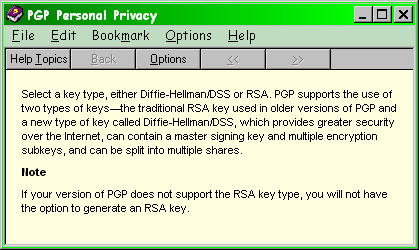 PGP Personal Privacy
File Edit Bookmark Options Help
Help Topics Back Options << >>
Select a key type, either Diffie-Hellman/DSS or RSA. PGP supports the use of
two types of keys—the traditional RSA key used in older versions of PGP and
a new type of key called Diffie-Hellman/DSS, which provides greater security
over the Internet, can contain a master signing key and multiple encryption
subkeys, and can be split into multiple shares.
Note
If your version of PGP does not support the RSA key type, you will not have
the option to generate an RSA key.